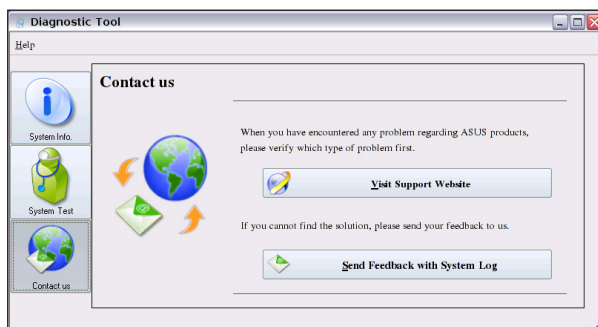 Diagnostic Tool
Help
System Info.
System Test
Contact us
Contact us
When you have encountered any problem regarding ASUS products,
please verify which type of problem first.
Visit Support Website
If you cannot find the solution, please send your feedback to us.
Send Feedback with System Log